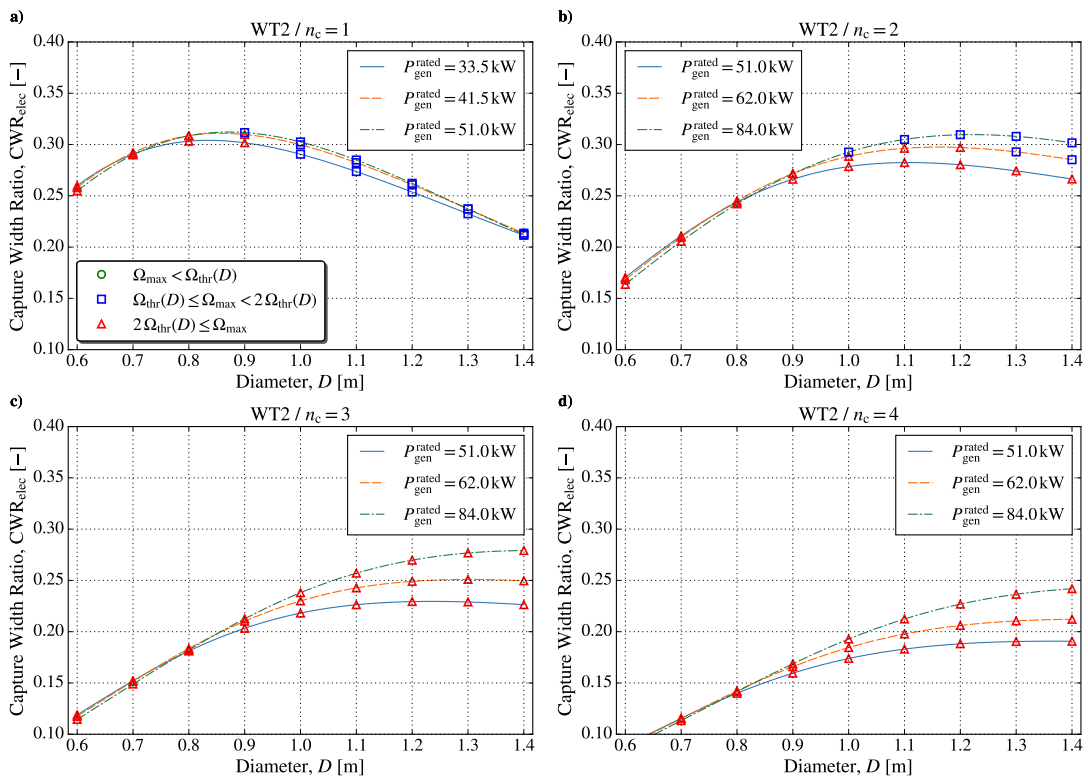 a)
WT2 / n_c = 1
Capture Width Ratio, CWR_elec [−]
0.40
0.35
0.30
0.25
0.20
0.15
0.10
P_gen^rated = 33.5 kW
P_gen^rated = 41.5 kW
P_gen^rated = 51.0 kW
Ω_max < Ω_thr(D)
Ω_thr(D) ≤ Ω_max < 2 Ω_thr(D)
2 Ω_thr(D) ≤ Ω_max
0.6 0.7 0.8 0.9 1.0 1.1 1.2 1.3 1.4
Diameter, D [m]
b)
WT2 / n_c = 2
Capture Width Ratio, CWR_elec [−]
0.40
0.35
0.30
0.25
0.20
0.15
0.10
P_gen^rated = 51.0 kW
P_gen^rated = 62.0 kW
P_gen^rated = 84.0 kW
0.6 0.7 0.8 0.9 1.0 1.1 1.2 1.3 1.4
Diameter, D [m]
c)
WT2 / n_c = 3
Capture Width Ratio, CWR_elec [−]
0.40
0.35
0.30
0.25
0.20
0.15
0.10
P_gen^rated = 51.0 kW
P_gen^rated = 62.0 kW
P_gen^rated = 84.0 kW
0.6 0.7 0.8 0.9 1.0 1.1 1.2 1.3 1.4
Diameter, D [m]
d)
WT2 / n_c = 4
Capture Width Ratio, CWR_elec [−]
0.40
0.35
0.30
0.25
0.20
0.15
0.10
P_gen^rated = 51.0 kW
P_gen^rated = 62.0 kW
P_gen^rated = 84.0 kW
0.6 0.7 0.8 0.9 1.0 1.1 1.2 1.3 1.4
Diameter, D [m]